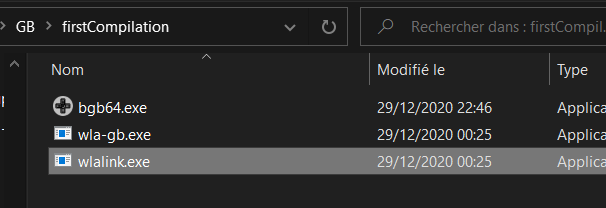 GB > firstCompilation
Rechercher dans : firstCompil.
Nom Modifié le Type
bgb64.exe 29/12/2020 22:46 Applica
wla-gb.exe 29/12/2020 00:25 Applica
wlalink.exe 29/12/2020 00:25 Applica